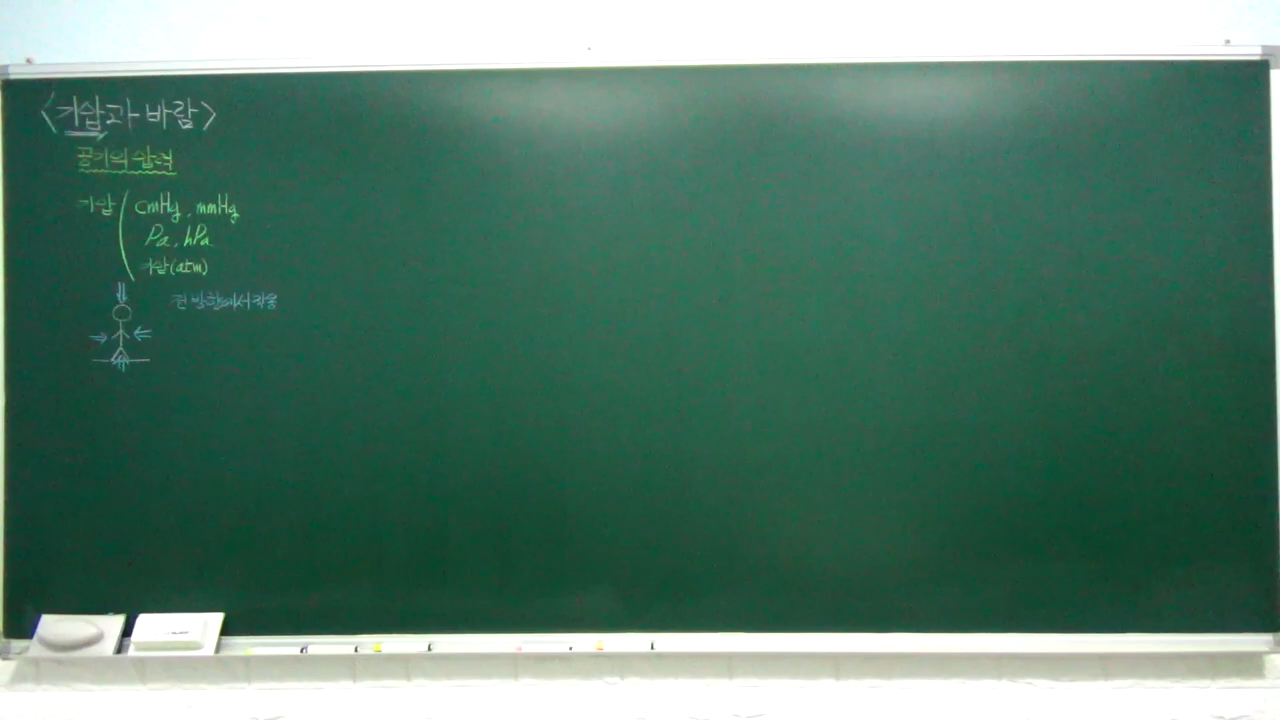 <기압과 바람>
공기의 압력
기압 ( cmHg, mmHg
Pa, hPa
기압(atm)
전 방향에서 작용